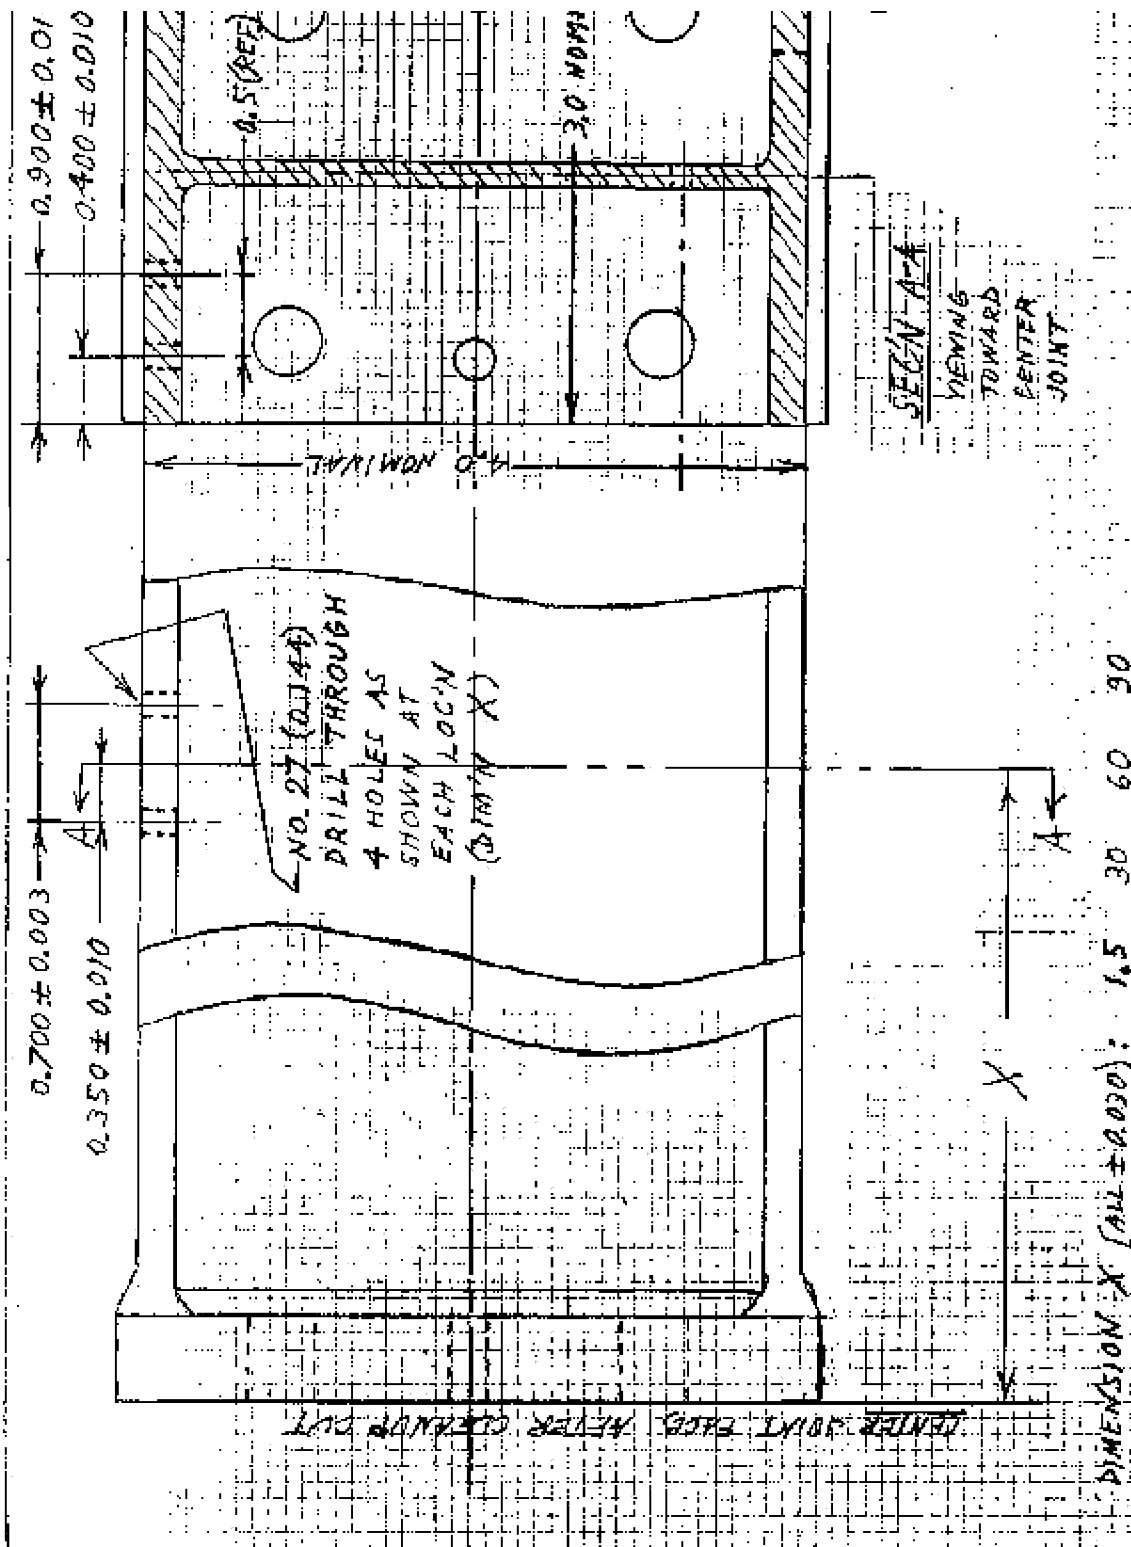 0.900 ± 0.01
0.400 ± 0.010
0.5 (REF)
3.0 NOMI
SEC'N A-A
VIEWING
TOWARD
CENTER
JOINT
4.0 NOMINAL
0.700 ± 0.003
0.350 ± 0.010
A
NO. 27 (0.144)
DRILL THROUGH
4 HOLES AS
SHOWN AT
EACH LOC'N
(DIM'N X)
A
X
CENTER JOINT FACE, AFTER CLEANUP CUT
DIMENSION X (ALL ± 0.030): 1.5 30 60 90